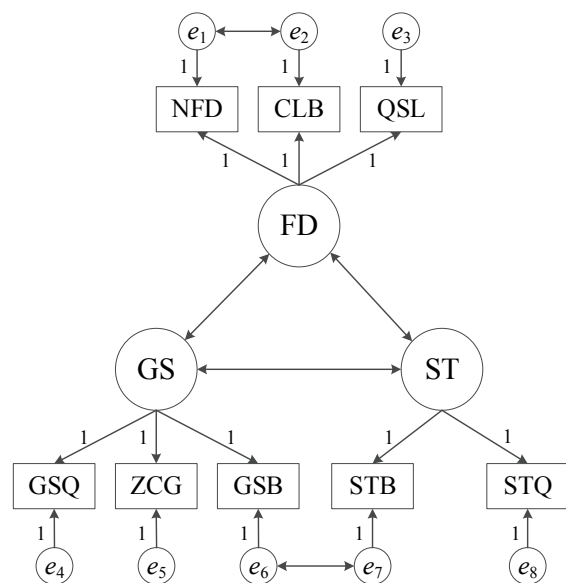 e1 e2 e3
1 1 1
NFD CLB QSL
1 1 1
FD
GS ST
1 1 1 1 1
GSQ ZCG GSB STB STQ
1 1 1 1 1
e4 e5 e6 e7 e8